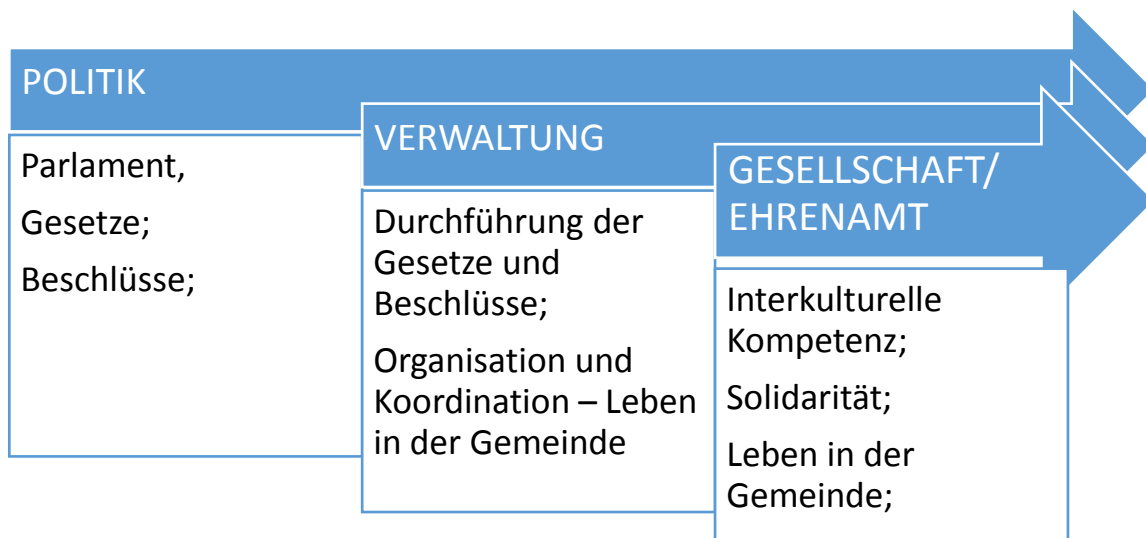 POLITIK
Parlament,
Gesetze;
Beschlüsse;
VERWALTUNG
Durchführung der
Gesetze und
Beschlüsse;
Organisation und
Koordination – Leben
in der Gemeinde
GESELLSCHAFT/
EHRENAMT
Interkulturelle
Kompetenz;
Solidarität;
Leben in der
Gemeinde;